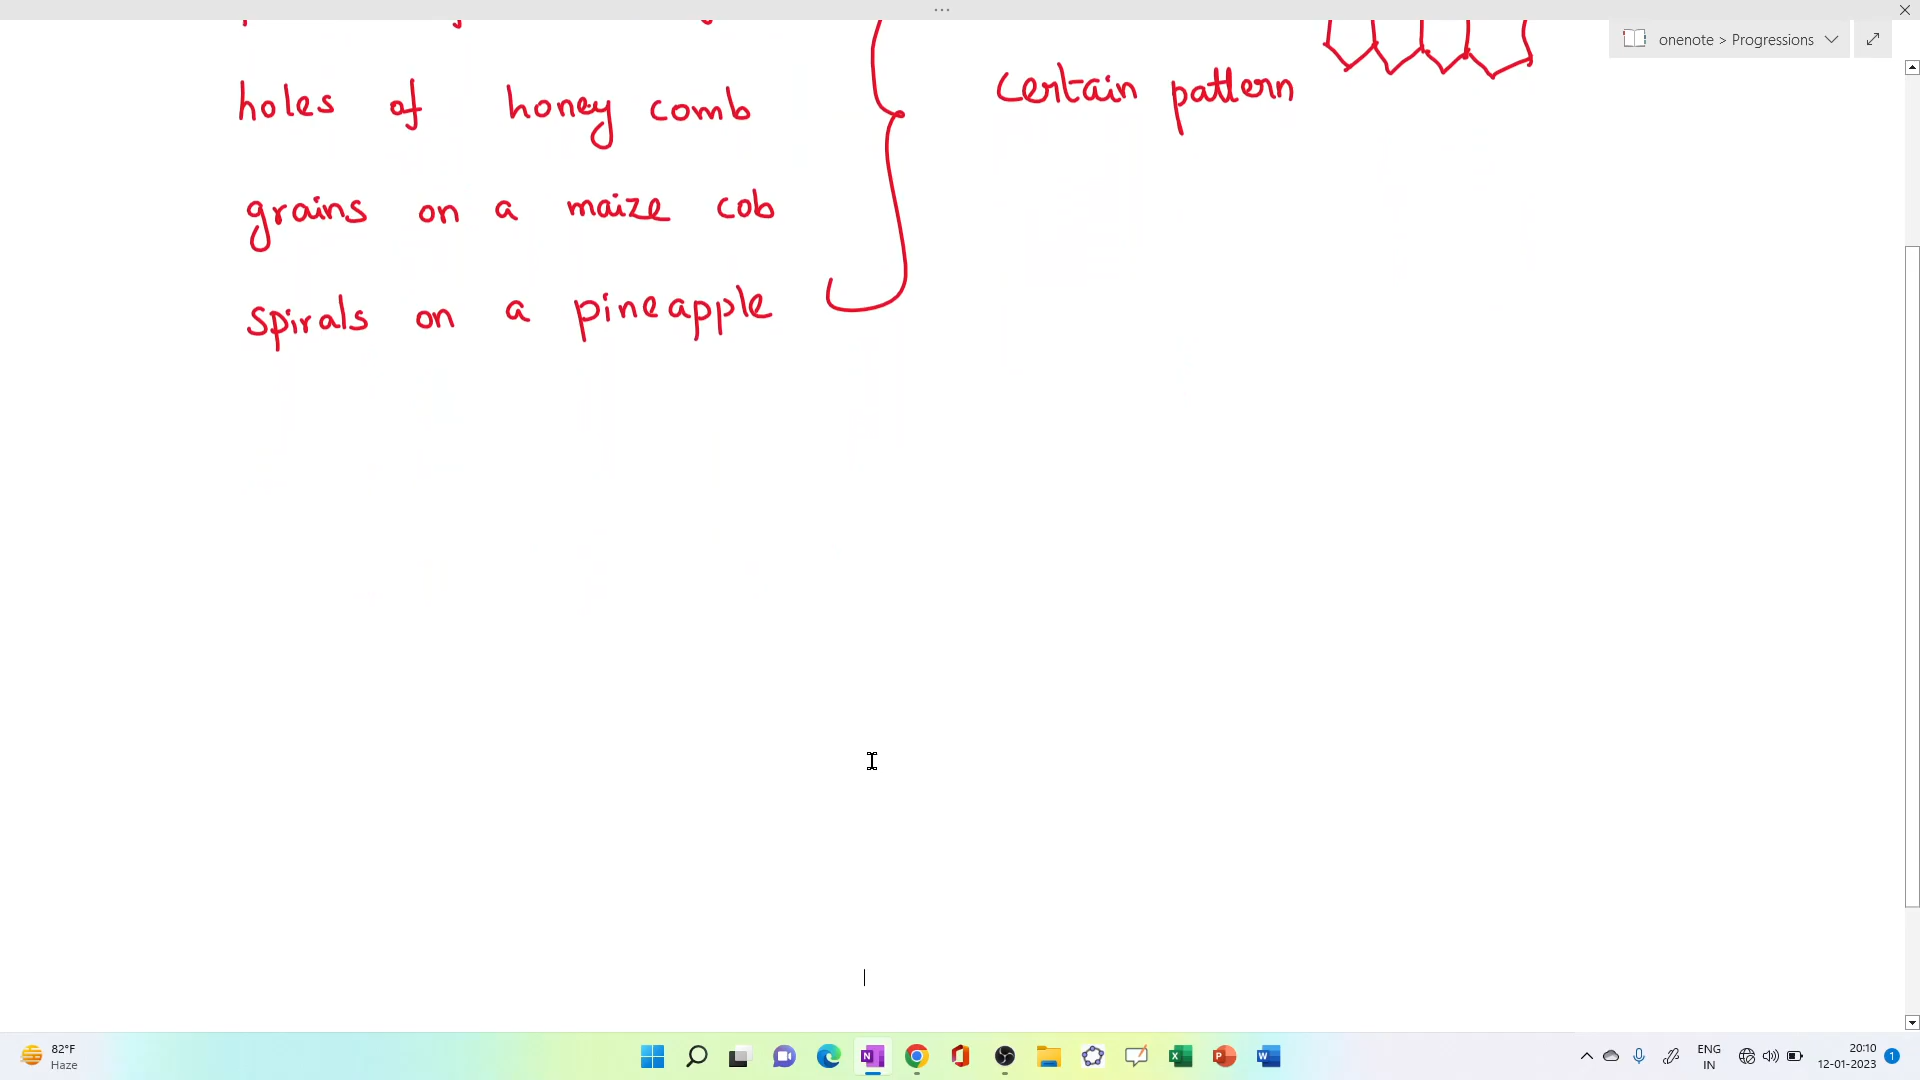 onenote > Progressions
certain pattern
holes of honey comb
grains on a maize cob
spirals on a pineapple
82°F
Haze
ENG
IN
20:10
12-01-2023
1